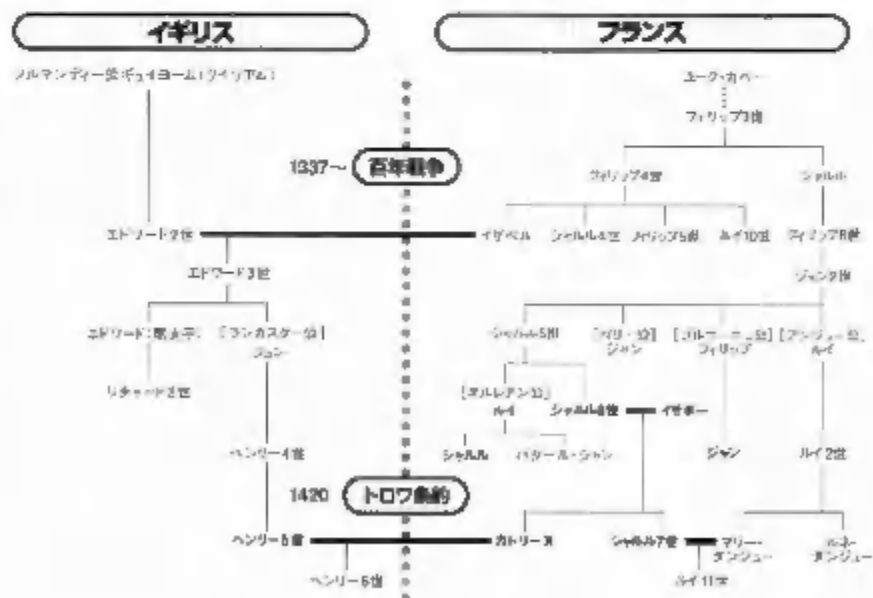 イギリス
フランス
ノルマンディー公ギョイヨーム(ウイリアム)
ユーグ・カペー
フィリップ3世
1337〜 百年戦争
フィリップ4世
シャルル
エドワード2世
イザベル
シャルル4世
フィリップ5世
ルイ10世
フィリップ6世
エドワード3世
ジャン2世
エドワード(黒太子)
[ランカスター公]
ジョン
シャルル5世
[ベリー公]
ジャン
[ブルゴーニュ公]
フィリップ
[アンジュー公]
ルイ
リチャード2世
[オルレアン公]
ルイ
シャルル6世
イザボー
ヘンリー4世
シャルル
バタール・ジャン
ジャン
ルイ2世
1420 トロワ条約
ヘンリー5世
カトリーヌ
シャルル7世
マリー・
ダンジュー
ルネ・
ダンジュー
ヘンリー6世
ルイ11世